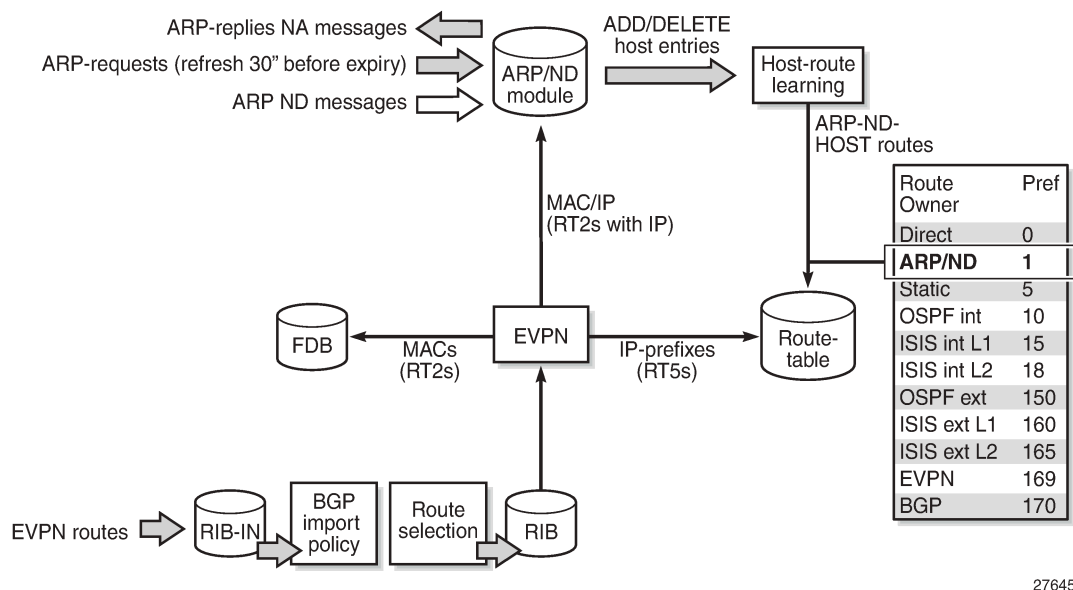 ARP-replies NA messages
ARP-requests (refresh 30” before expiry)
ARP ND messages
ARP/ND
module
ADD/DELETE
host entries
Host-route
learning
ARP-ND-
HOST routes
MAC/IP
(RT2s with IP)
Route Pref
Owner
Direct 0
ARP/ND 1
Static 5
OSPF int 10
ISIS int L1 15
ISIS int L2 18
OSPF ext 150
ISIS ext L1 160
ISIS ext L2 165
EVPN 169
BGP 170
FDB
MACs
(RT2s)
EVPN
IP-prefixes
(RT5s)
Route-
table
EVPN routes
RIB-IN
BGP
import
policy
Route
selection
RIB
27645